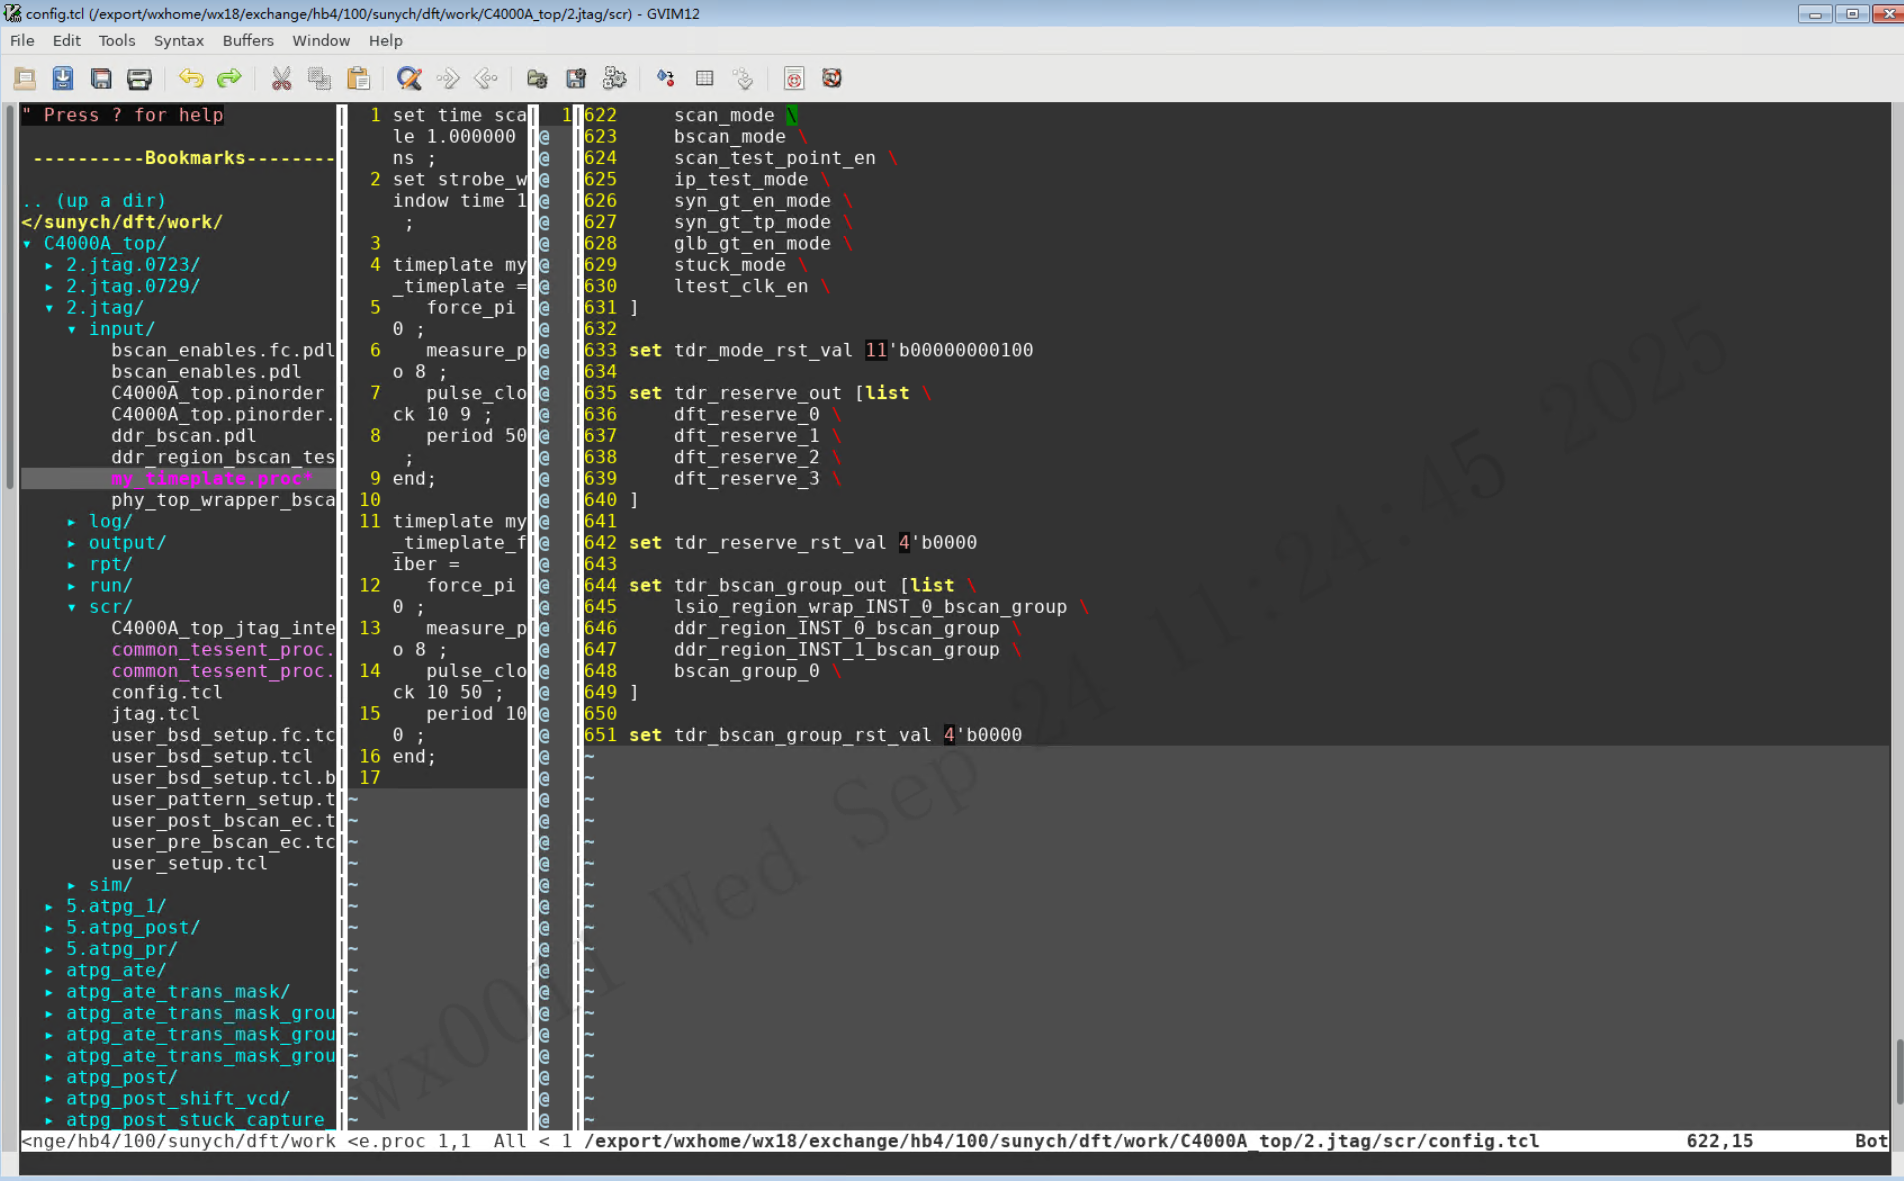 config.tcl (/export/wxhome/wx18/exchange/hb4/100/sunych/dft/work/C4000A_top/2.jtag/scr) - GVIM12
File Edit Tools Syntax Buffers Window Help
" Press ? for help
----------Bookmarks--------
.. (up a dir)
</sunych/dft/work/
▾ C4000A_top/
▸ 2.jtag.0723/
▸ 2.jtag.0729/
▾ 2.jtag/
▾ input/
bscan_enables.fc.pdl
bscan_enables.pdl
C4000A_top.pinorder
C4000A_top.pinorder.
ddr_bscan.pdl
ddr_region_bscan_tes
my_timeplate.proc*
phy_top_wrapper_bsca
▸ log/
▸ output/
▸ rpt/
▸ run/
▾ scr/
C4000A_top_jtag_inte
common_tessent_proc.
common_tessent_proc.
config.tcl
jtag.tcl
user_bsd_setup.fc.tc
user_bsd_setup.tcl
user_bsd_setup.tcl.b
user_pattern_setup.t
user_post_bscan_ec.t
user_pre_bscan_ec.tc
user_setup.tcl
▸ sim/
▸ 5.atpg_1/
▸ 5.atpg_post/
▸ 5.atpg_pr/
▸ atpg_ate/
▸ atpg_ate_trans_mask/
▸ atpg_ate_trans_mask_grou
▸ atpg_ate_trans_mask_grou
▸ atpg_ate_trans_mask_grou
▸ atpg_post/
▸ atpg_post_shift_vcd/
▸ atpg_post_stuck_capture_
<nge/hb4/100/sunych/dft/work
1 set time sca
le 1.000000
ns ;
2 set strobe_w
indow time 1
;
3
4 timeplate my
_timeplate =
5 force_pi
0 ;
6 measure_p
o 8 ;
7 pulse_clo
ck 10 9 ;
8 period 50
;
9 end;
10
11 timeplate my
_timeplate_f
iber =
12 force_pi
0 ;
13 measure_p
o 8 ;
14 pulse_clo
ck 10 50 ;
15 period 10
0 ;
16 end;
17
<e.proc 1,1 All
1
< 1
622 scan_mode \
623 bscan_mode \
624 scan_test_point_en \
625 ip_test_mode \
626 syn_gt_en_mode \
627 syn_gt_tp_mode \
628 glb_gt_en_mode \
629 stuck_mode \
630 ltest_clk_en \
631 ]
632
633 set tdr_mode_rst_val 11'b00000000100
634
635 set tdr_reserve_out [list \
636 dft_reserve_0 \
637 dft_reserve_1 \
638 dft_reserve_2 \
639 dft_reserve_3 \
640 ]
641
642 set tdr_reserve_rst_val 4'b0000
643
644 set tdr_bscan_group_out [list \
645 lsio_region_wrap_INST_0_bscan_group \
646 ddr_region_INST_0_bscan_group \
647 ddr_region_INST_1_bscan_group \
648 bscan_group_0 \
649 ]
650
651 set tdr_bscan_group_rst_val 4'b0000
/export/wxhome/wx18/exchange/hb4/100/sunych/dft/work/C4000A_top/2.jtag/scr/config.tcl 622,15 Bot
Wed Sep 24 11:24:45 2025